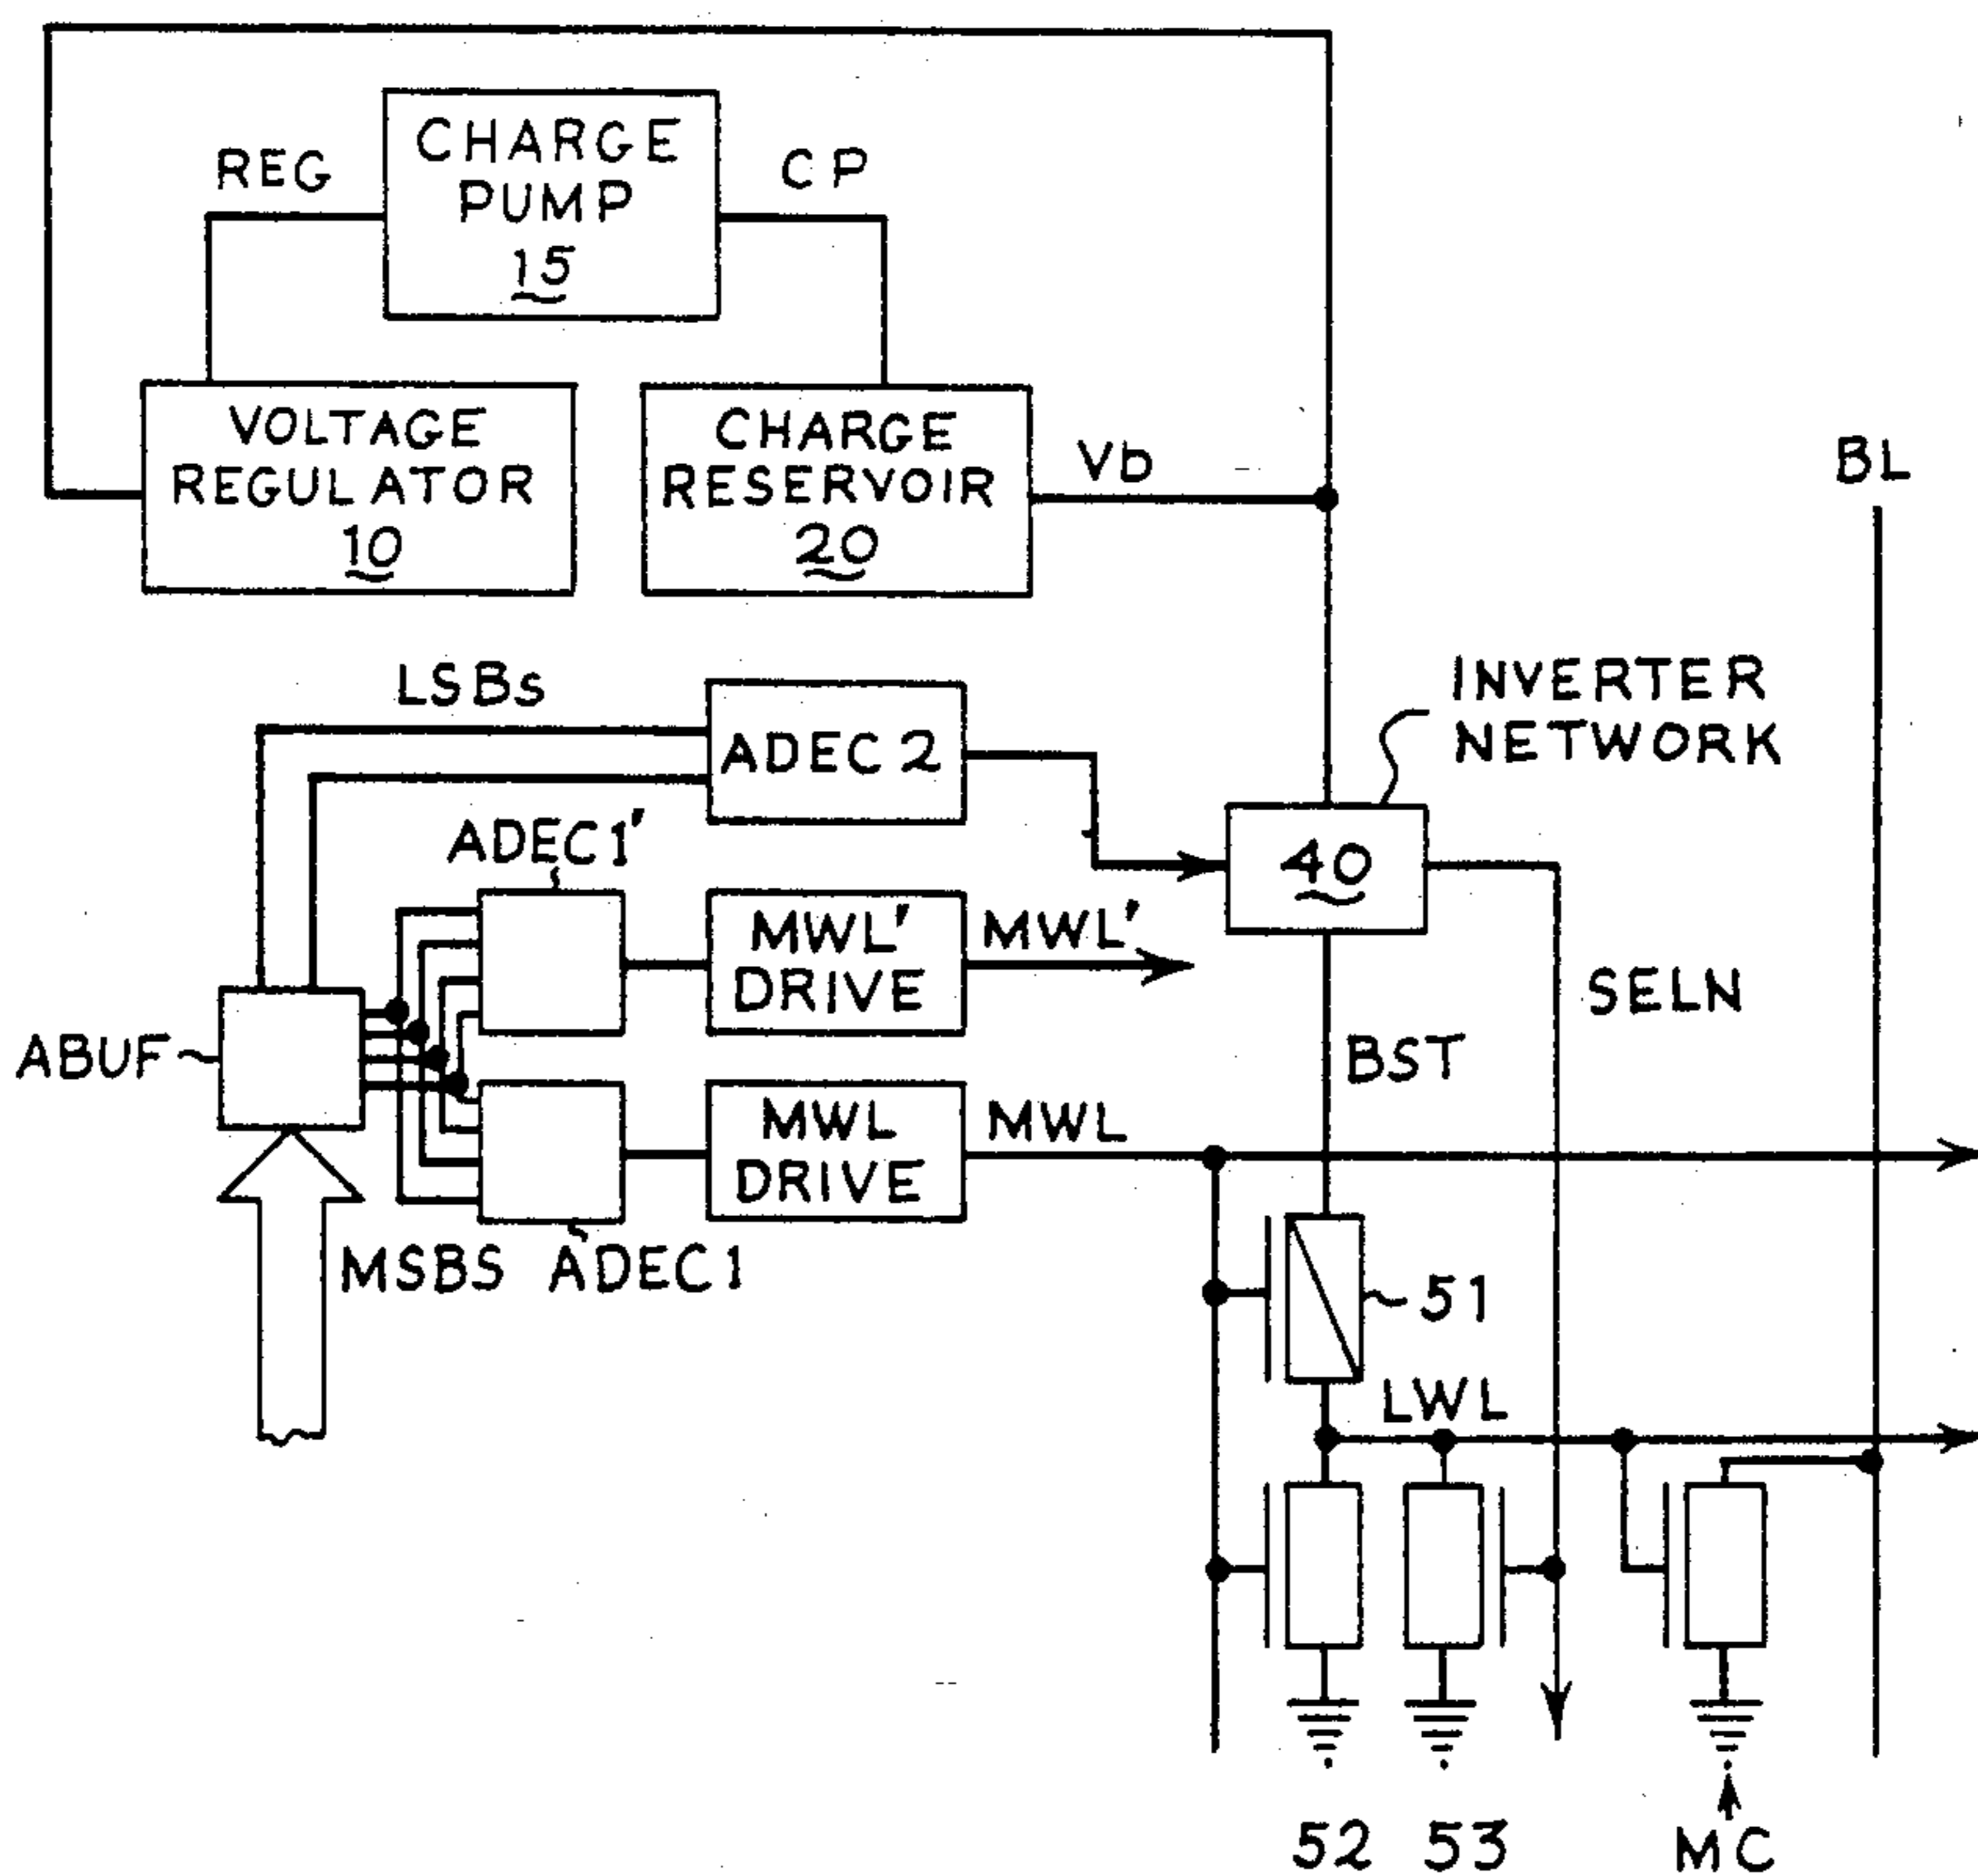 REG
CHARGE
PUMP
15
CP
VOLTAGE
REGULATOR
10
CHARGE
RESERVOIR
20
Vb
BL
LSBs
ADEC 2
INVERTER
NETWORK
40
ADEC1'
MWL'
DRIVE
MWL'
SELN
ABUF
BST
MWL
DRIVE
MWL
MSBS
ADEC1
51
LWL
52
53
MC